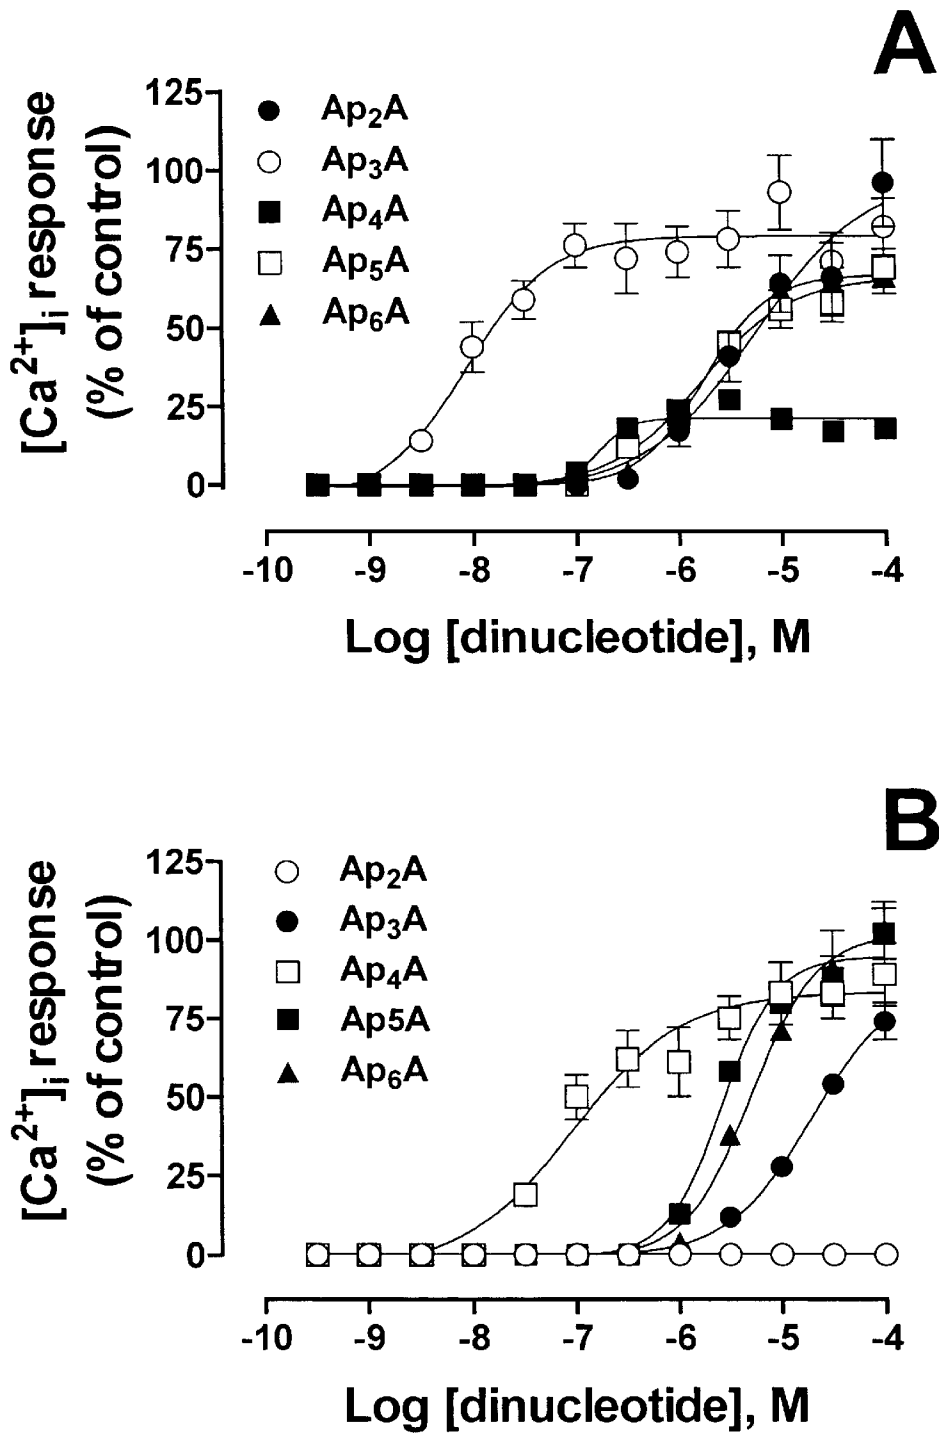 A
[Ca2+]i response
(% of control)
125
100
75
50
25
0
Ap2A
Ap3A
Ap4A
Ap5A
Ap6A
-10 -9 -8 -7 -6 -5 -4
Log [dinucleotide], M
B
[Ca2+]i response
(% of control)
125
100
75
50
25
0
Ap2A
Ap3A
Ap4A
Ap5A
Ap6A
-10 -9 -8 -7 -6 -5 -4
Log [dinucleotide], M